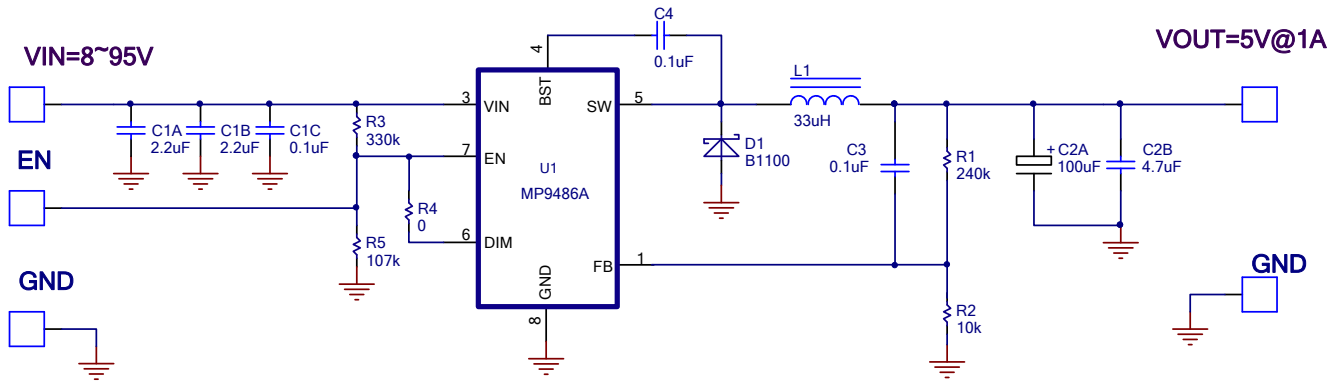 VIN=8~95V
VOUT=5V@1A
C4
0.1uF
4
BST
L1
33uH
3
VIN
SW
5
C1A
2.2uF
C1B
2.2uF
C1C
0.1uF
R3
330k
EN
7
EN
U1
MP9486A
D1
B1100
C3
0.1uF
R1
240k
+
C2A
100uF
C2B
4.7uF
R4
0
R5
107k
6
DIM
FB
1
GND
GND
8
R2
10k
GND